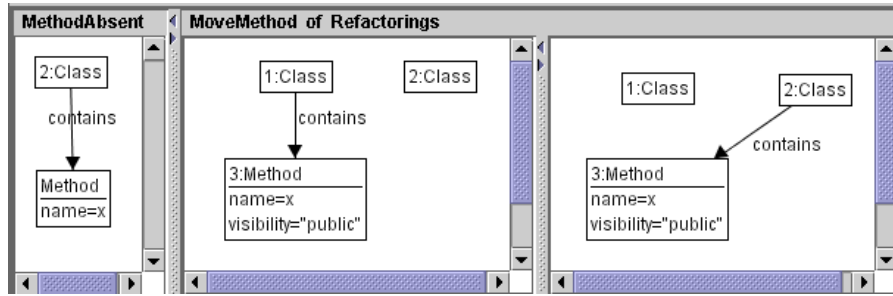 MethodAbsent
2:Class
contains
Method
name=x
MoveMethod of Refactorings
1:Class
2:Class
contains
3:Method
name=x
visibility="public"
1:Class
2:Class
contains
3:Method
name=x
visibility="public"